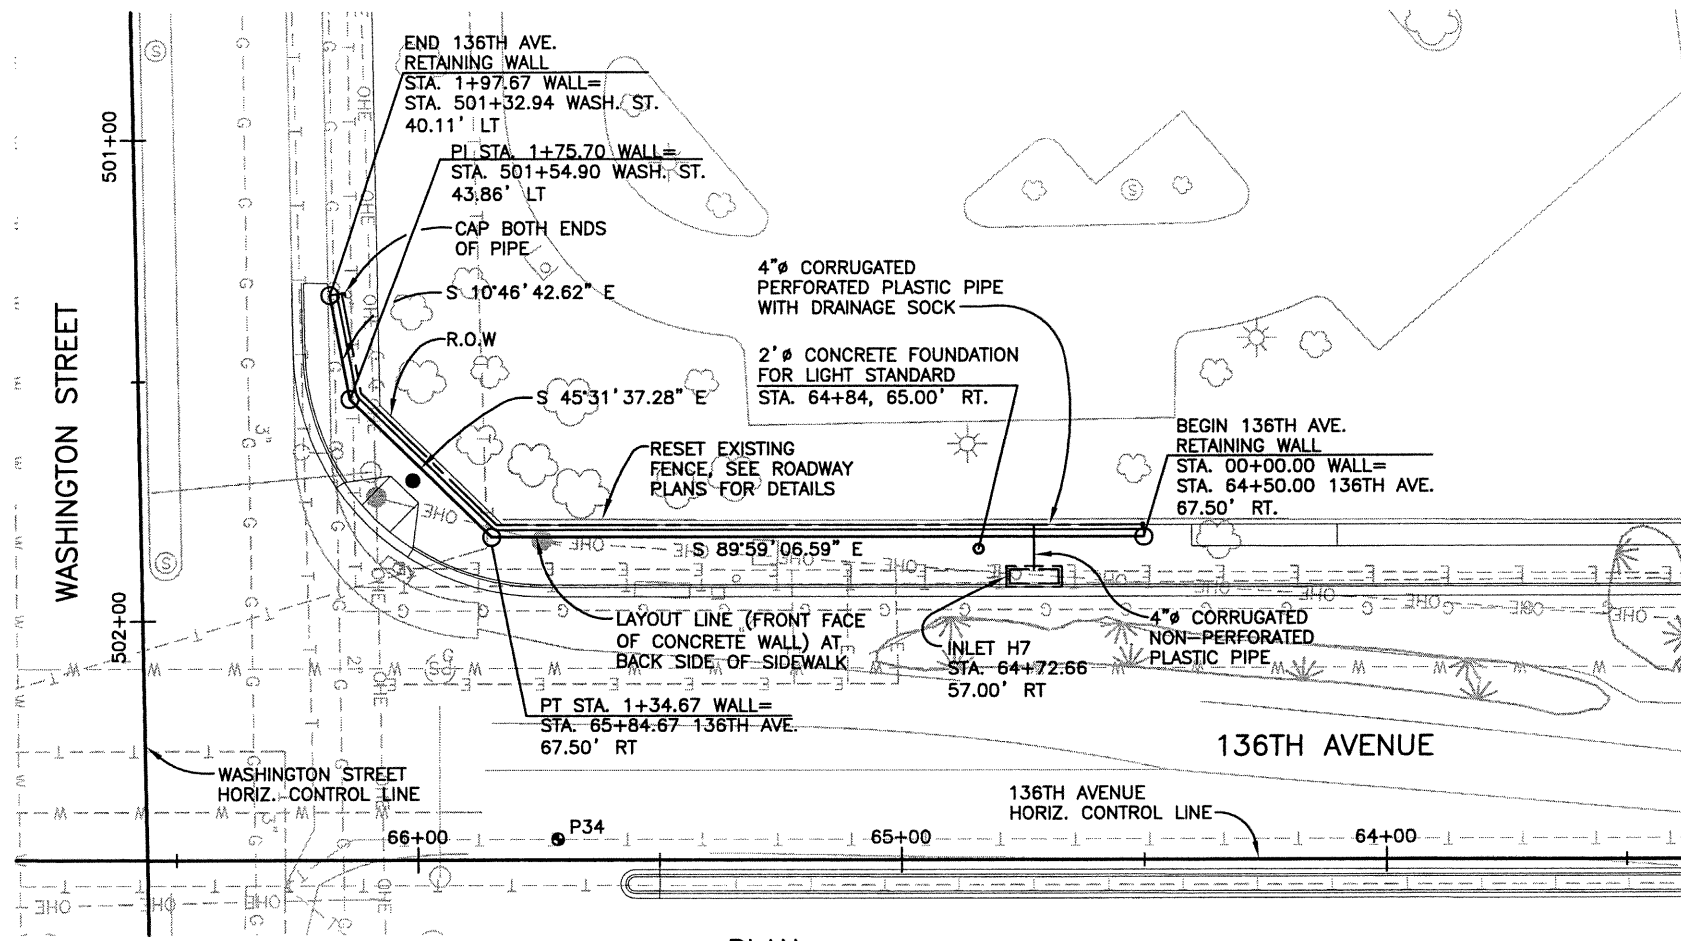 END 136TH AVE.
RETAINING WALL
STA. 1+97.67 WALL=
STA. 501+32.94 WASH. ST.
40.11' LT
PI STA. 1+75.70 WALL=
STA. 501+54.90 WASH. ST.
43.86' LT
CAP BOTH ENDS
OF PIPE
S 10°46'42.62" E
R.O.W
S 45°31'37.28" E
4"ø CORRUGATED
PERFORATED PLASTIC PIPE
WITH DRAINAGE SOCK
2'ø CONCRETE FOUNDATION
FOR LIGHT STANDARD
STA. 64+84, 65.00' RT.
RESET EXISTING
FENCE, SEE ROADWAY
PLANS FOR DETAILS
BEGIN 136TH AVE.
RETAINING WALL
STA. 00+00.00 WALL=
STA. 64+50.00 136TH AVE.
67.50' RT.
S 89°59'06.59" E
LAYOUT LINE (FRONT FACE
OF CONCRETE WALL) AT
BACK SIDE OF SIDEWALK
INLET H7
STA. 64+72.66
57.00' RT
4"ø CORRUGATED
NON-PERFORATED
PLASTIC PIPE
PT STA. 1+34.67 WALL=
STA. 65+84.67 136TH AVE.
67.50' RT
136TH AVENUE
WASHINGTON STREET
HORIZ. CONTROL LINE
136TH AVENUE
HORIZ. CONTROL LINE
P34
66+00
65+00
64+00
501+00
502+00
WASHINGTON STREET